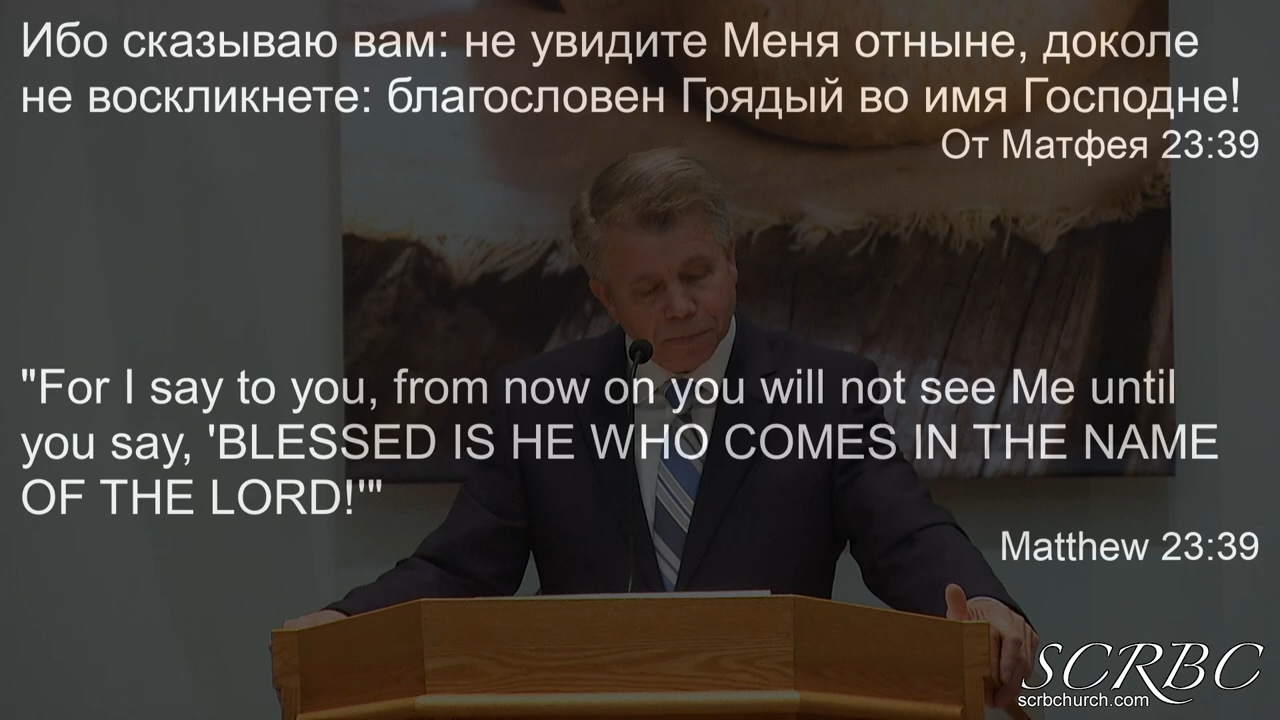 Ибо сказываю вам: не увидите Меня отныне, доколе
не воскликнете: благословен Грядый во имя Господне!
От Матфея 23:39
"For I say to you, from now on you will not see Me until
you say, 'BLESSED IS HE WHO COMES IN THE NAME
OF THE LORD!'"
Matthew 23:39
SCRBC
scrbchurch.com